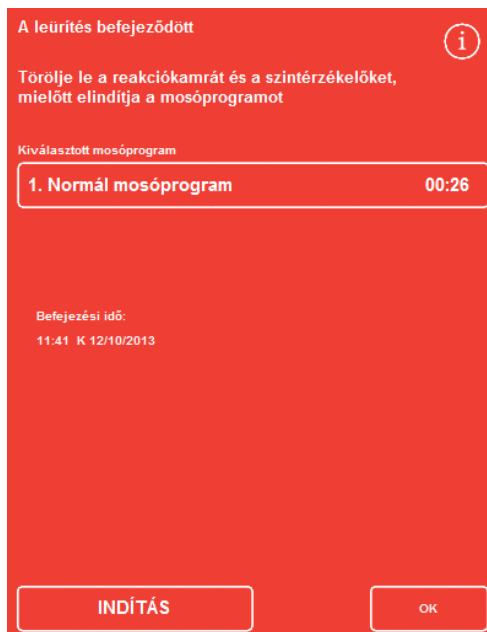 A leürítés befejeződött
i
Törölje le a reakciókamrát és a szintérzékelőket,
mielőtt elindítja a mosóprogramot
Kiválasztott mosóprogram
1. Normál mosóprogram 00:26
Befejezési idő:
11:41 K 12/10/2013
INDÍTÁS OK